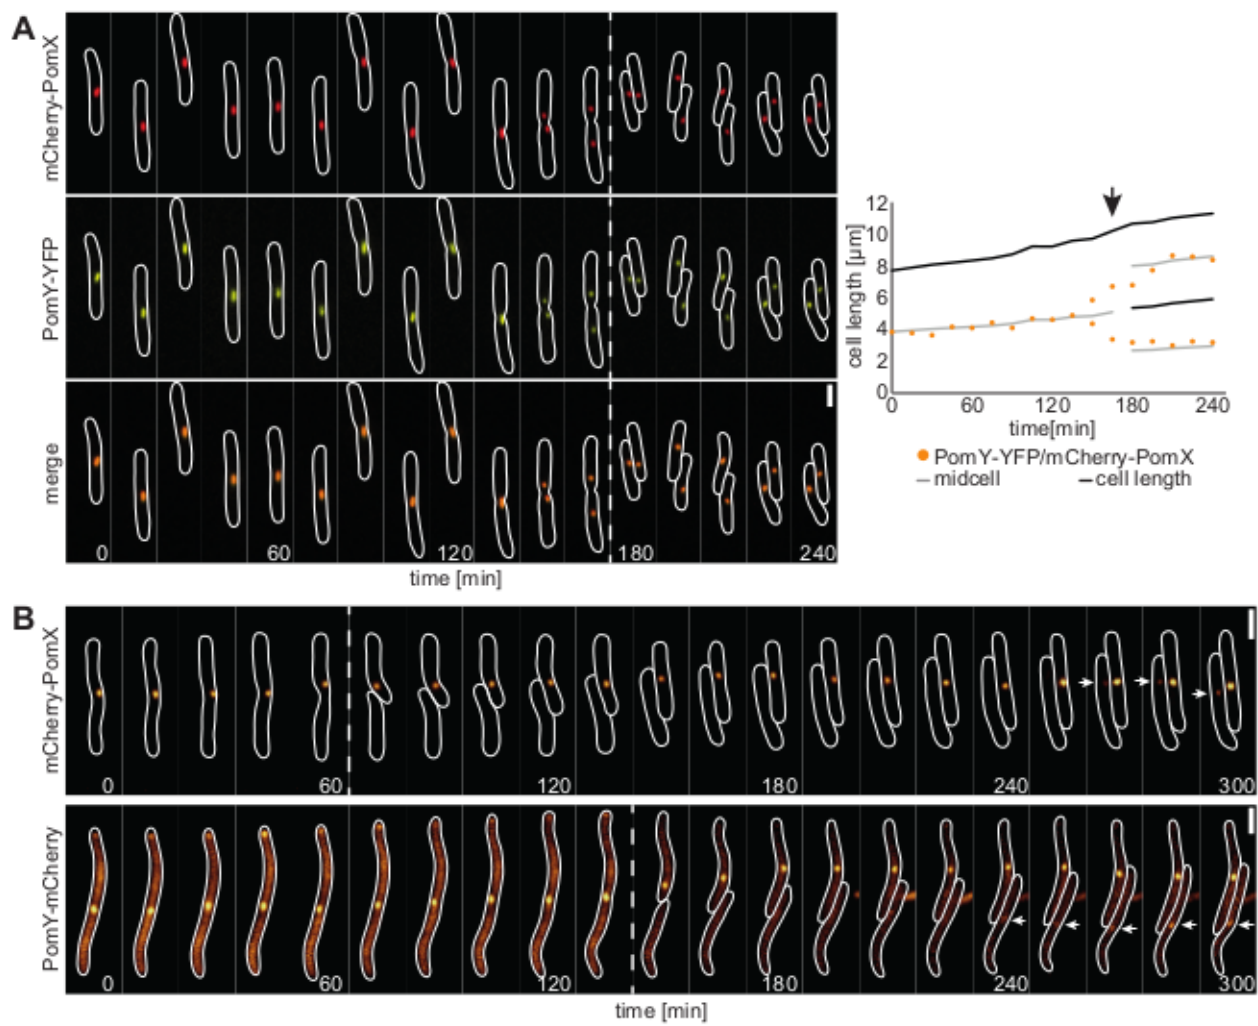 A
mCherry-PomX
PomY-YFP
merge
0 60 120 180 240
time [min]
cell length [µm]
12
10
8
6
4
2
0
0 60 120 180 240
time[min]
PomY-YFP/mCherry-PomX
midcell cell length
B
mCherry-PomX
0 60 120 180 240 300
PomY-mCherry
0 60 120 180 240 300
time [min]